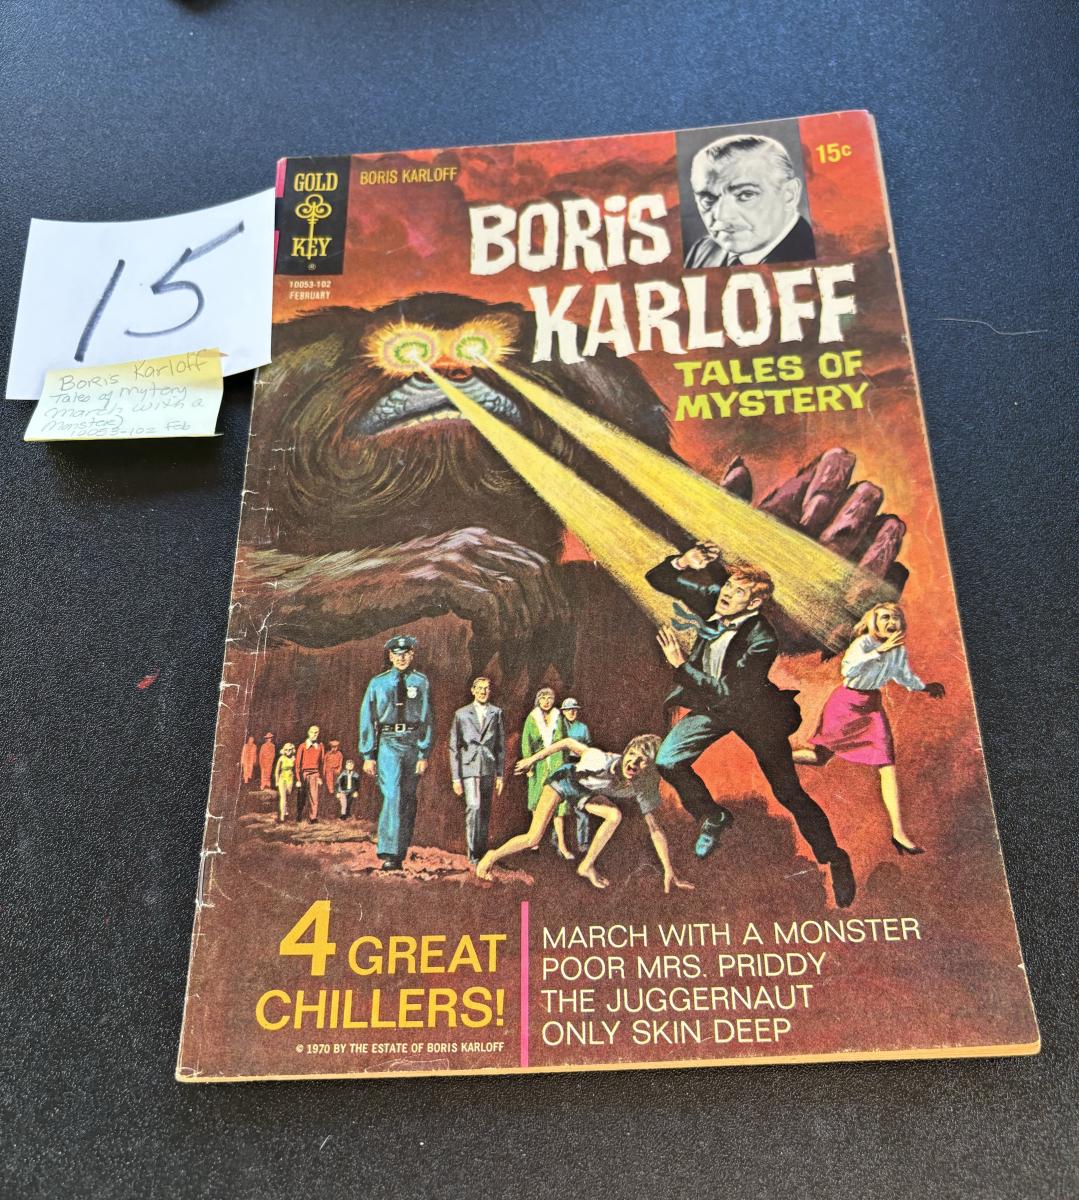 15
Boris Karloff
Tales of mytery
March with a
Monster)
10053-102 Feb
GOLD
KEY
®
10053-102
FEBRUARY
BORIS KARLOFF
15c
BORiS
KARLOFF
TALES OF
MYSTERY
4 GREAT
CHILLERS!
© 1970 BY THE ESTATE OF BORIS KARLOFF
MARCH WITH A MONSTER
POOR MRS. PRIDDY
THE JUGGERNAUT
ONLY SKIN DEEP